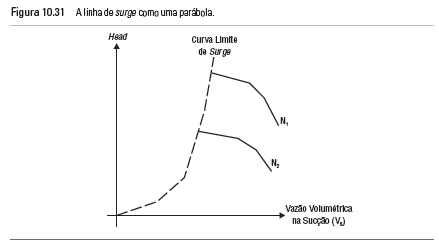 Figura 10.31 A linha de surge como uma parábola.
Head
Curva Limite
de Surge
N₁
N₂
Vazão Volumétrica
na Sucção (Vₛ)